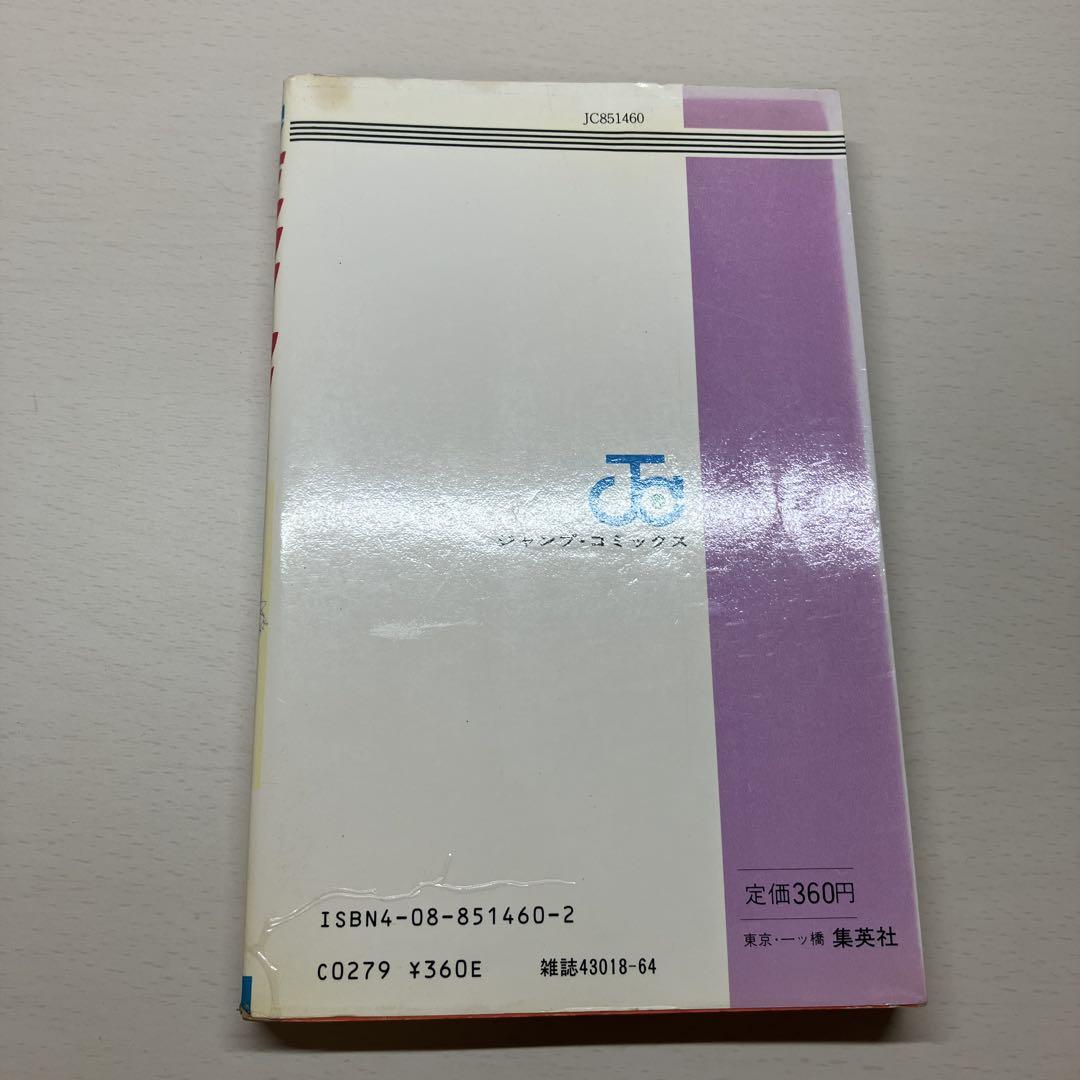 JC851460
ジャンプ・コミックス
定価360円
東京・一ッ橋 集英社
ISBN4-08-851460-2
C0279 ¥360E 雑誌43018-64